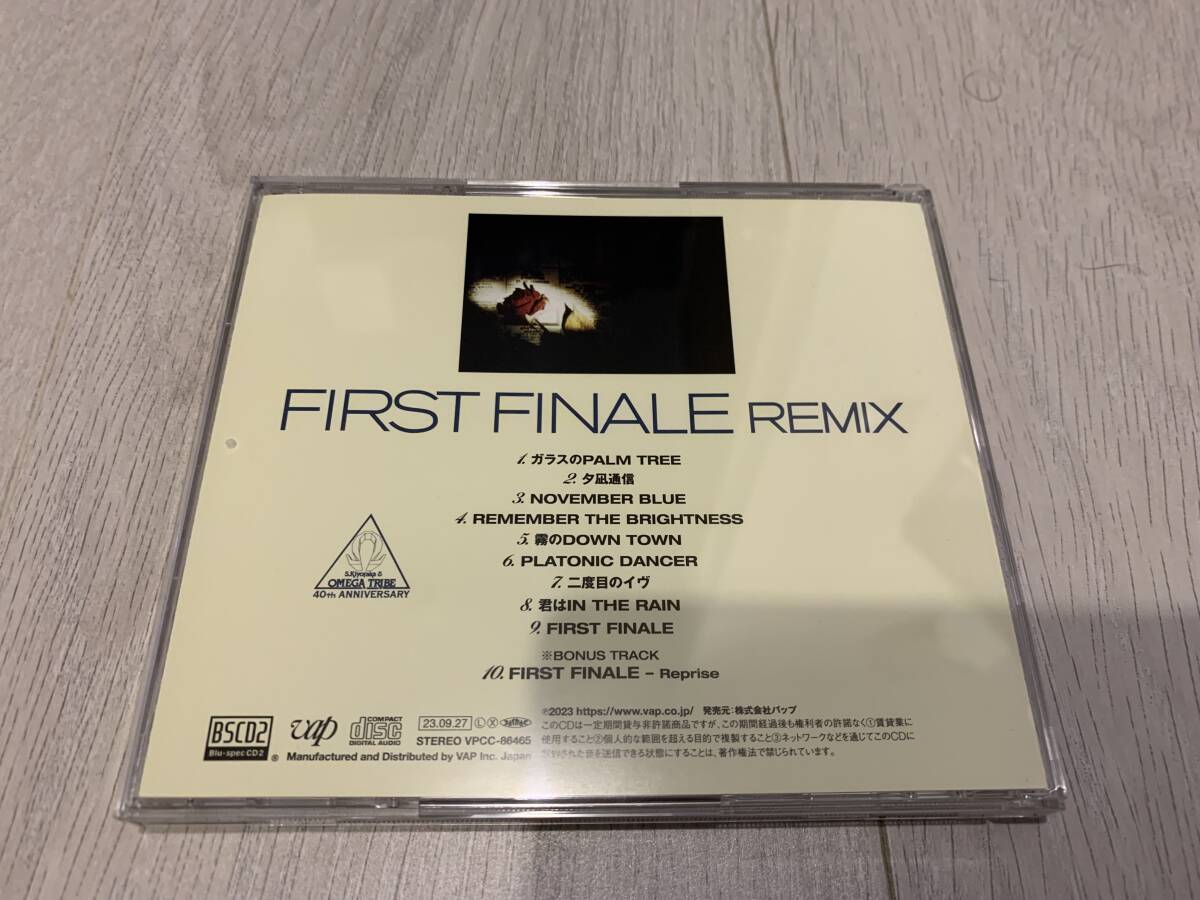 FIRST FINALE REMIX
1. ガラスのPALM TREE
2. 夕凪通信
3. NOVEMBER BLUE
4. REMEMBER THE BRIGHTNESS
5. 霧のDOWN TOWN
6. PLATONIC DANCER
7. 二度目のイヴ
8. 君はIN THE RAIN
9. FIRST FINALE
※BONUS TRACK
10. FIRST FINALE – Reprise
S.Kiyotaka &
OMEGA TRIBE
40th ANNIVERSARY
BSCD2
Blu-spec CD2 ®
vap
COMPACT
disc
DIGITAL AUDIO
23.09.27 Ⓛ Ⓧ
STEREO VPCC-86465
Manufactured and Distributed by VAP Inc. Japan
℗2023 https://www.vap.co.jp/ 発売元:株式会社バップ
このCDは一定期間貸与非許諾商品ですが、この期間経過後も権利者の許諾なく①賃貸業に
使用すること②個人的な範囲を超える目的で複製すること③ネットワークなどを通じてこのCDに
された音を送信できる状態にすることは、著作権法で禁じられています。